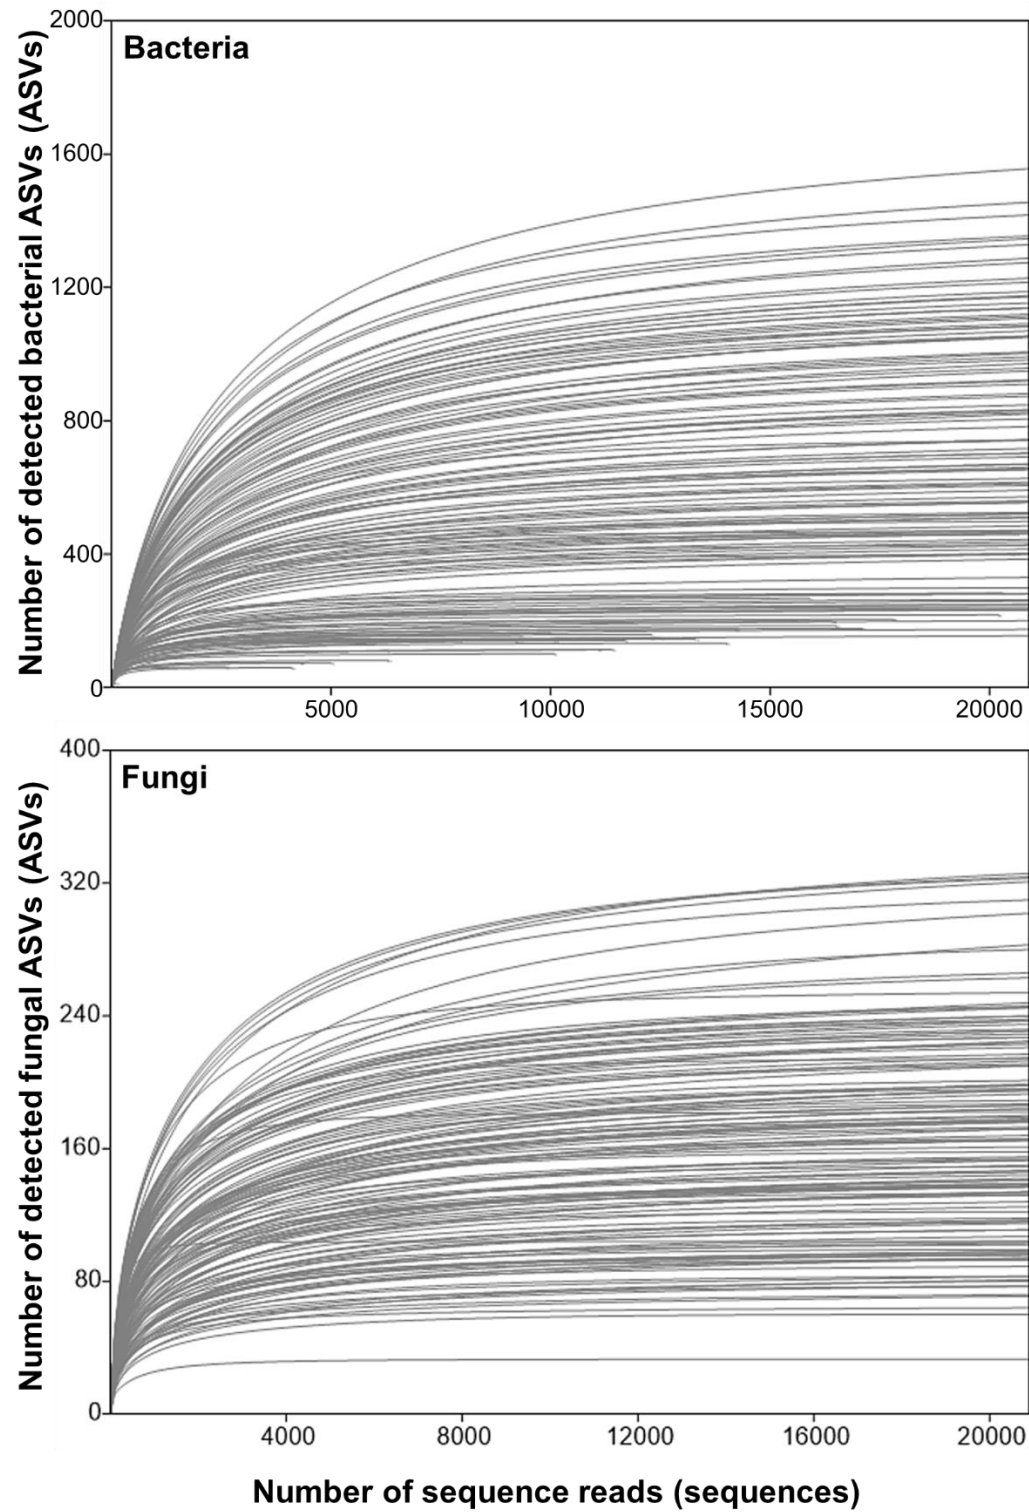 Bacteria
Number of detected bacterial ASVs (ASVs)
2000
1600
1200
800
400
0
5000 10000 15000 20000
Fungi
Number of detected fungal ASVs (ASVs)
400
320
240
160
80
0
4000 8000 12000 16000 20000
Number of sequence reads (sequences)